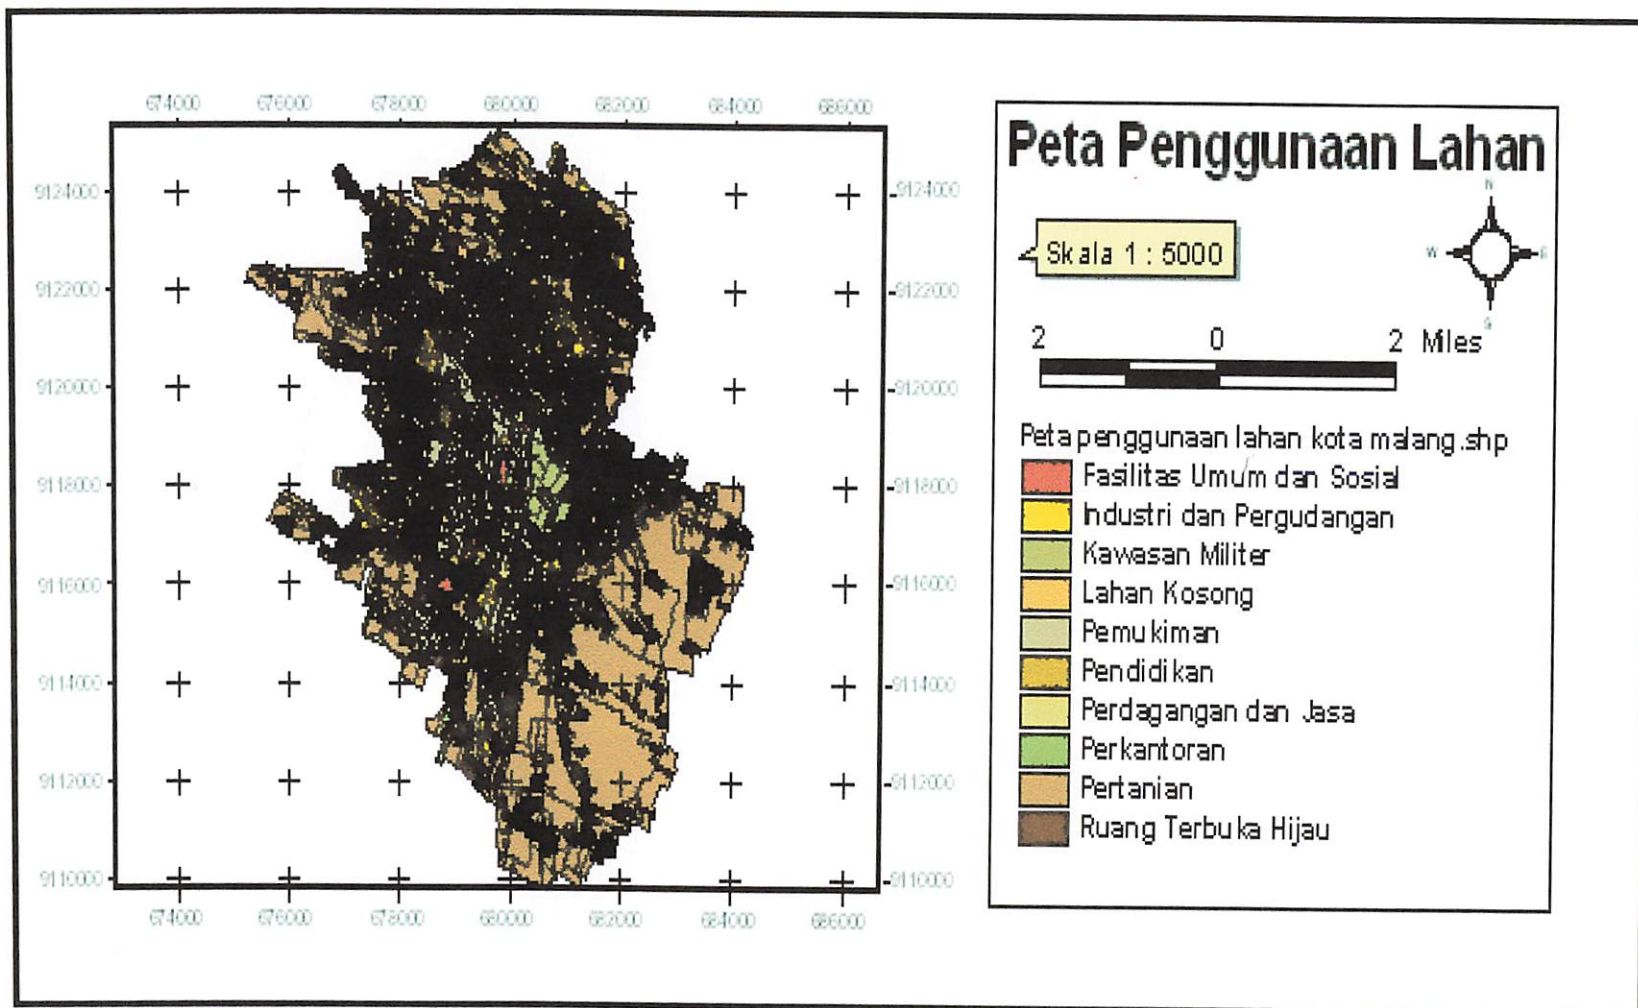 674000 676000 678000 680000 682000 684000 686000
9124000 9124000
9122000 9122000
9120000 9120000
9118000 9118000
9116000 9116000
9114000 9114000
9112000 9112000
9110000 9110000
674000 676000 678000 680000 682000 684000 686000
Peta Penggunaan Lahan
N
Skala 1 : 5000
W E
S
2 0 2 Miles
Peta penggunaan lahan kota malang.shp
Fasilitas Umum dan Sosial
Industri dan Pergudangan
Kawasan Militer
Lahan Kosong
Pemukiman
Pendidikan
Perdagangan dan Jasa
Perkantoran
Pertanian
Ruang Terbuka Hijau